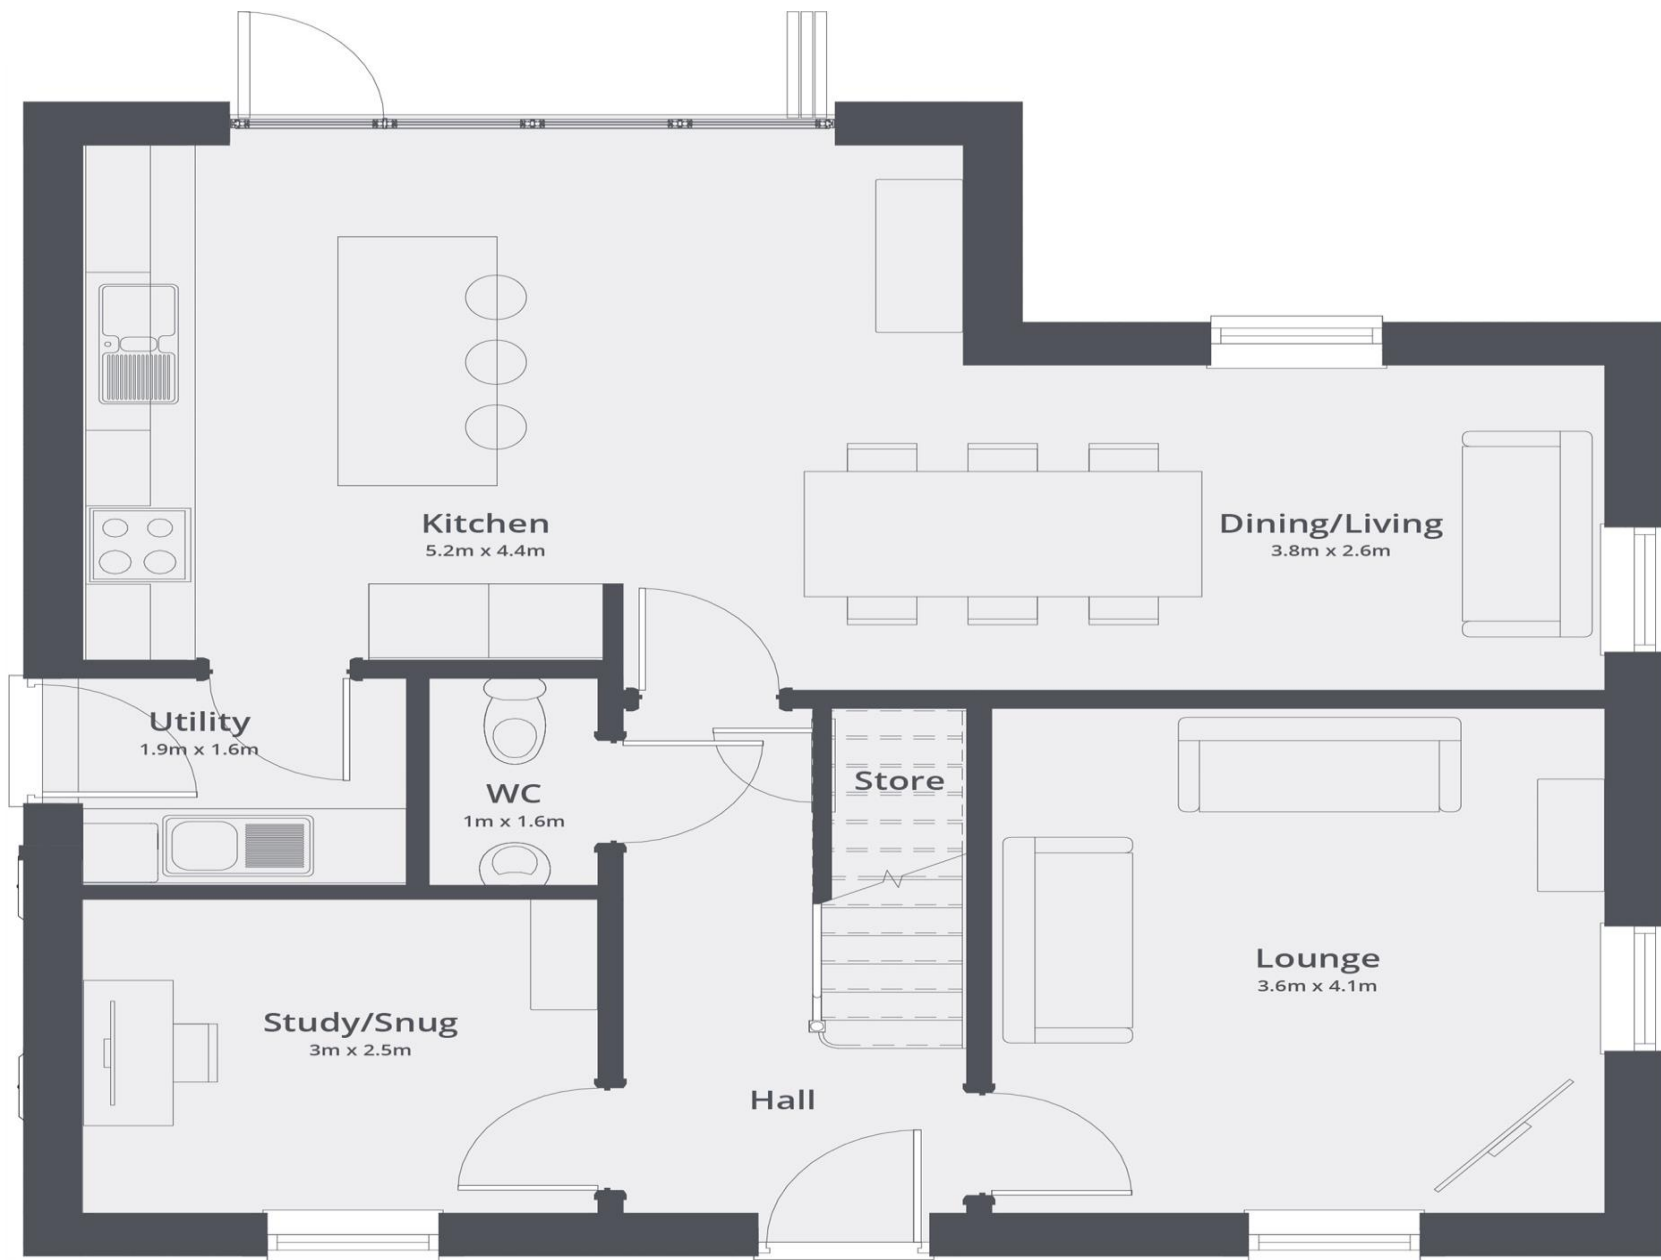 Kitchen
5.2m x 4.4m
Dining/Living
3.8m x 2.6m
Utility
1.9m x 1.6m
WC
1m x 1.6m
Store
Lounge
3.6m x 4.1m
Study/Snug
3m x 2.5m
Hall